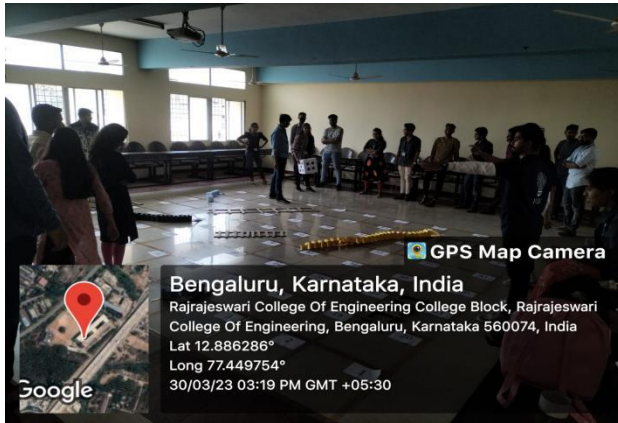 GPS Map Camera
Bengaluru, Karnataka, India
Rajrajeswari College Of Engineering College Block, Rajrajeswari
College Of Engineering, Bengaluru, Karnataka 560074, India
Lat 12.886286°
Long 77.449754°
30/03/23 03:19 PM GMT +05:30
Google